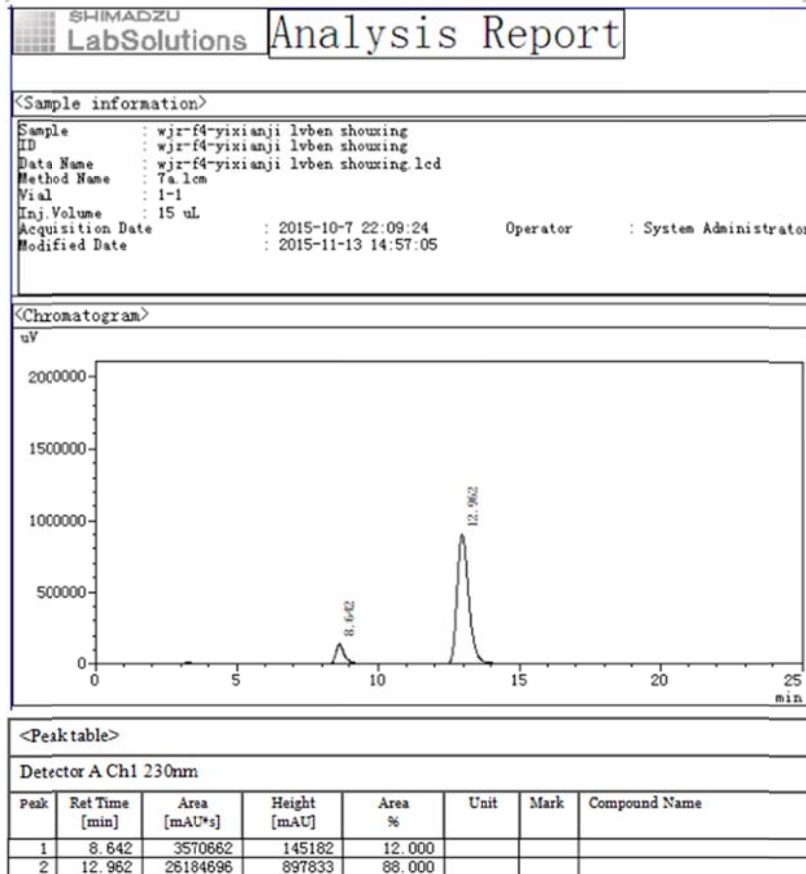 SHIMADZU
LabSolutions Analysis Report
<Sample information>
Sample : wjz-f4-yixianji lvben shouxing
ID : wjz-f4-yixianji lvben shouxing
Data Name : wjz-f4-yixianji lvben shouxing.lcd
Method Name : 7a.lcm
Vial : 1-1
Inj.Volume : 15 uL
Acquisition Date : 2015-10-7 22:09:24 Operator : System Administrator
Modified Date : 2015-11-13 14:57:05
<Chromatogram>
uV
2000000
1500000
1000000
500000
0
8.642
12.962
0 5 10 15 20 25
min
<Peak table>
Detector A Ch1 230nm
Peak Ret Time Area Height Area Unit Mark Compound Name
[min] [mAU*s] [mAU] %
1 8.642 3570662 145182 12.000
2 12.962 26184696 897833 88.000